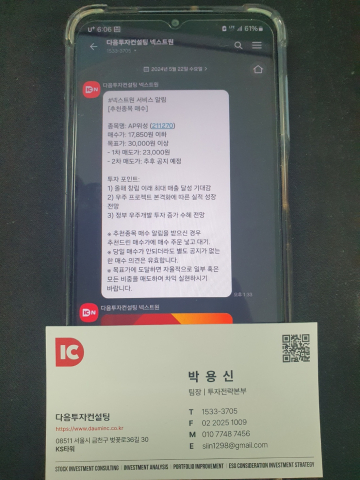 U+ 6:06
61%
다음투자컨설팅 넥스트원
2024년 5월 22일 수요일
다음투자컨설팅 넥스트원
#넥스트원 서비스 알림
[추천종목 매수]
종목명: AP위성
매수가: 17,850원 이하
목표가: 30,000원 이상
- 1차 매도가: 23,000원
- 2차 매도가: 추후 공지 예정
투자 포인트:
1) 올해 창립 이래 최대 매출 달성 기대감
2) 우주 프로젝트 본격화에 따른 실적 성장
전망
3) 정부 우주개발 투자 증가 수혜 전망
※ 추천종목 매수 알림을 받으신 경우
추천드린 매수가에 매수 주문 넣고 대기.
※ 당일 매수가 안되더라도 별도 공지가 없는
한 매수 의견은 유효합니다.
※ 목표가에 도달하면 자율적으로 일부 혹은
모든 비중을 매도하며 차익 실현하시기
바랍니다.
다음투자컨설팅 넥스트원
박용신
팀장 | 투자전략본부
다음투자컨설팅
https://www.dauminc.co.kr
08511 서울시 금천구 벚꽃로36길 30
KS타워
T 1533-3705
F 02 2025 1009
M 010 7748 7456
E slin1298@gmail.com
STOCK INVESTMENT CONSULTING · INVESTMENT ANALYSIS · PORTFOLIO IMPROVEMENT · ESG CONSIDERATION INVESTMENT STRATEGY